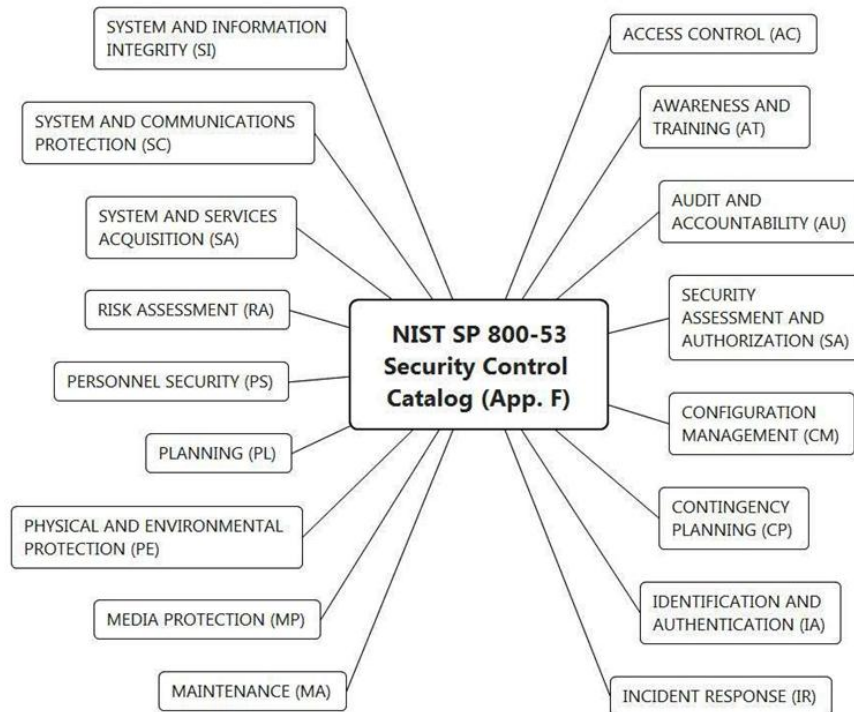 SYSTEM AND INFORMATION
INTEGRITY (SI)
SYSTEM AND COMMUNICATIONS
PROTECTION (SC)
SYSTEM AND SERVICES
ACQUISITION (SA)
RISK ASSESSMENT (RA)
PERSONNEL SECURITY (PS)
PLANNING (PL)
PHYSICAL AND ENVIRONMENTAL
PROTECTION (PE)
MEDIA PROTECTION (MP)
MAINTENANCE (MA)
NIST SP 800-53
Security Control
Catalog (App. F)
ACCESS CONTROL (AC)
AWARENESS AND
TRAINING (AT)
AUDIT AND
ACCOUNTABILITY (AU)
SECURITY
ASSESSMENT AND
AUTHORIZATION (SA)
CONFIGURATION
MANAGEMENT (CM)
CONTINGENCY
PLANNING (CP)
IDENTIFICATION AND
AUTHENTICATION (IA)
INCIDENT RESPONSE (IR)